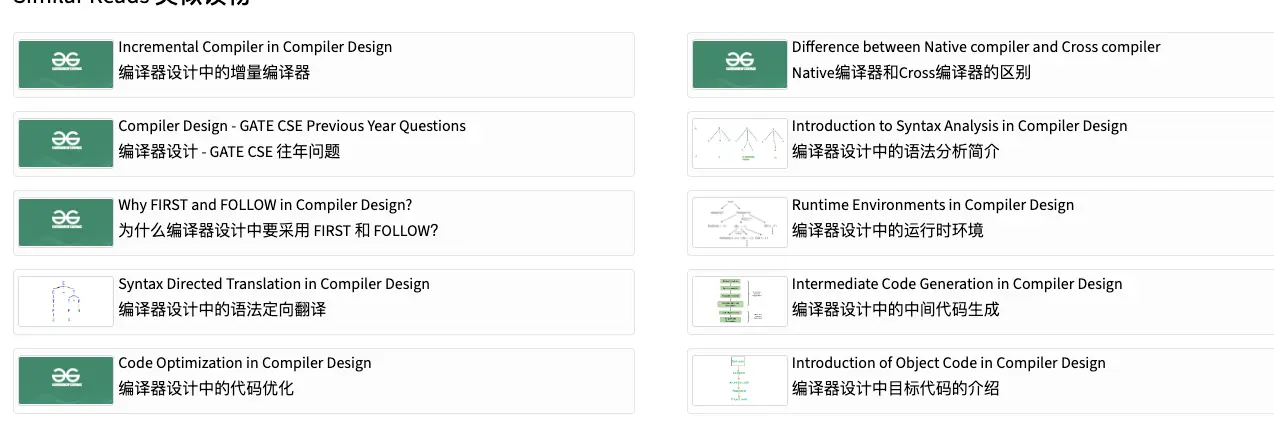 Similar Reads 类似读物
Incremental Compiler in Compiler Design
编译器设计中的增量编译器
Difference between Native compiler and Cross compiler
Native编译器和Cross编译器的区别
Compiler Design - GATE CSE Previous Year Questions
编译器设计 - GATE CSE 往年问题
Introduction to Syntax Analysis in Compiler Design
编译器设计中的语法分析简介
Why FIRST and FOLLOW in Compiler Design?
为什么编译器设计中要采用 FIRST 和 FOLLOW？
Runtime Environments in Compiler Design
编译器设计中的运行时环境
Syntax Directed Translation in Compiler Design
编译器设计中的语法定向翻译
Intermediate Code Generation in Compiler Design
编译器设计中的中间代码生成
Code Optimization in Compiler Design
编译器设计中的代码优化
Introduction of Object Code in Compiler Design
编译器设计中目标代码的介绍